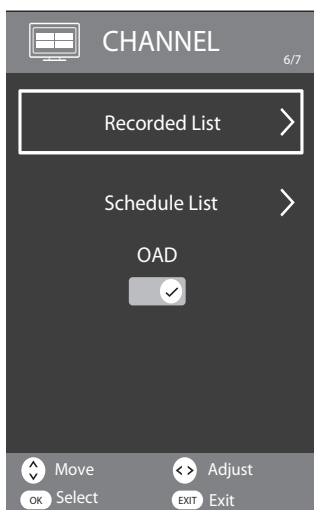 CHANNEL
6/7
Recorded List
Schedule List
OAD
Move Adjust
OK Select EXIT Exit